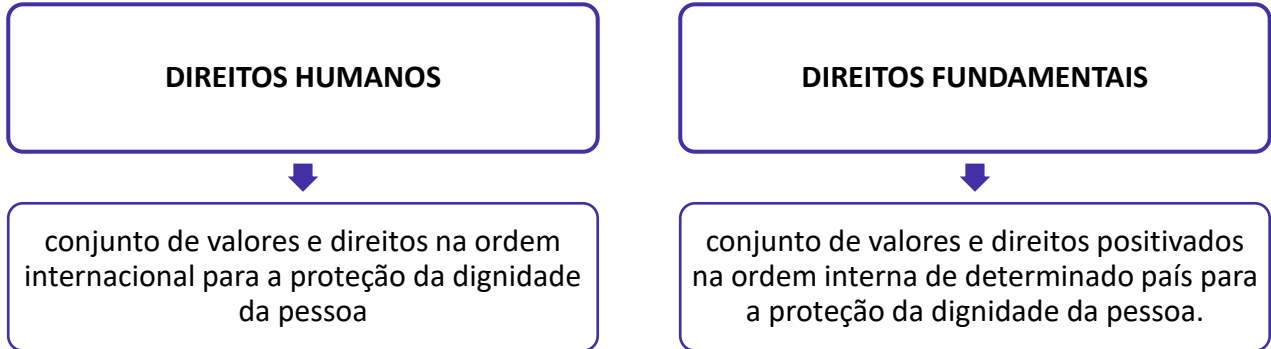 DIREITOS HUMANOS
conjunto de valores e direitos na ordem
internacional para a proteção da dignidade
da pessoa
DIREITOS FUNDAMENTAIS
conjunto de valores e direitos positivados
na ordem interna de determinado país para
a proteção da dignidade da pessoa.